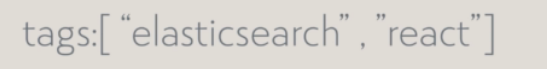 tags:[ “elasticsearch” , ”react”]